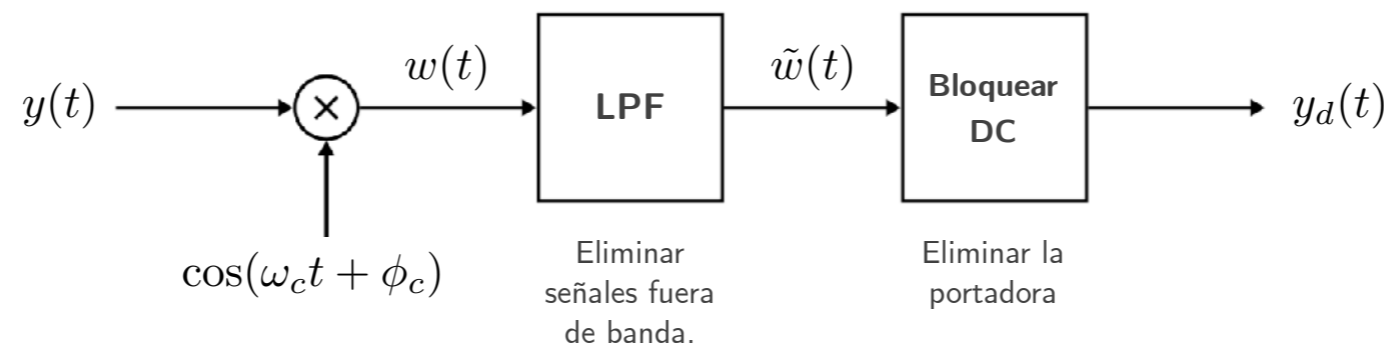 y(t)
w(t)
LPF
w̃(t)
Bloquear
DC
y_d(t)
cos(ω_c t + ϕ_c)
Eliminar
señales fuera
de banda.
Eliminar la
portadora